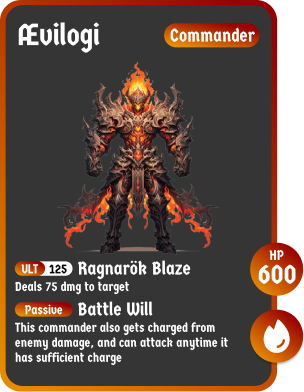 Ævilogi
Commander
ULT 125 Ragnarök Blaze
Deals 75 dmg to target
HP
600
Passive Battle Will
This commander also gets charged from
enemy damage, and can attack anytime it
has sufficient charge